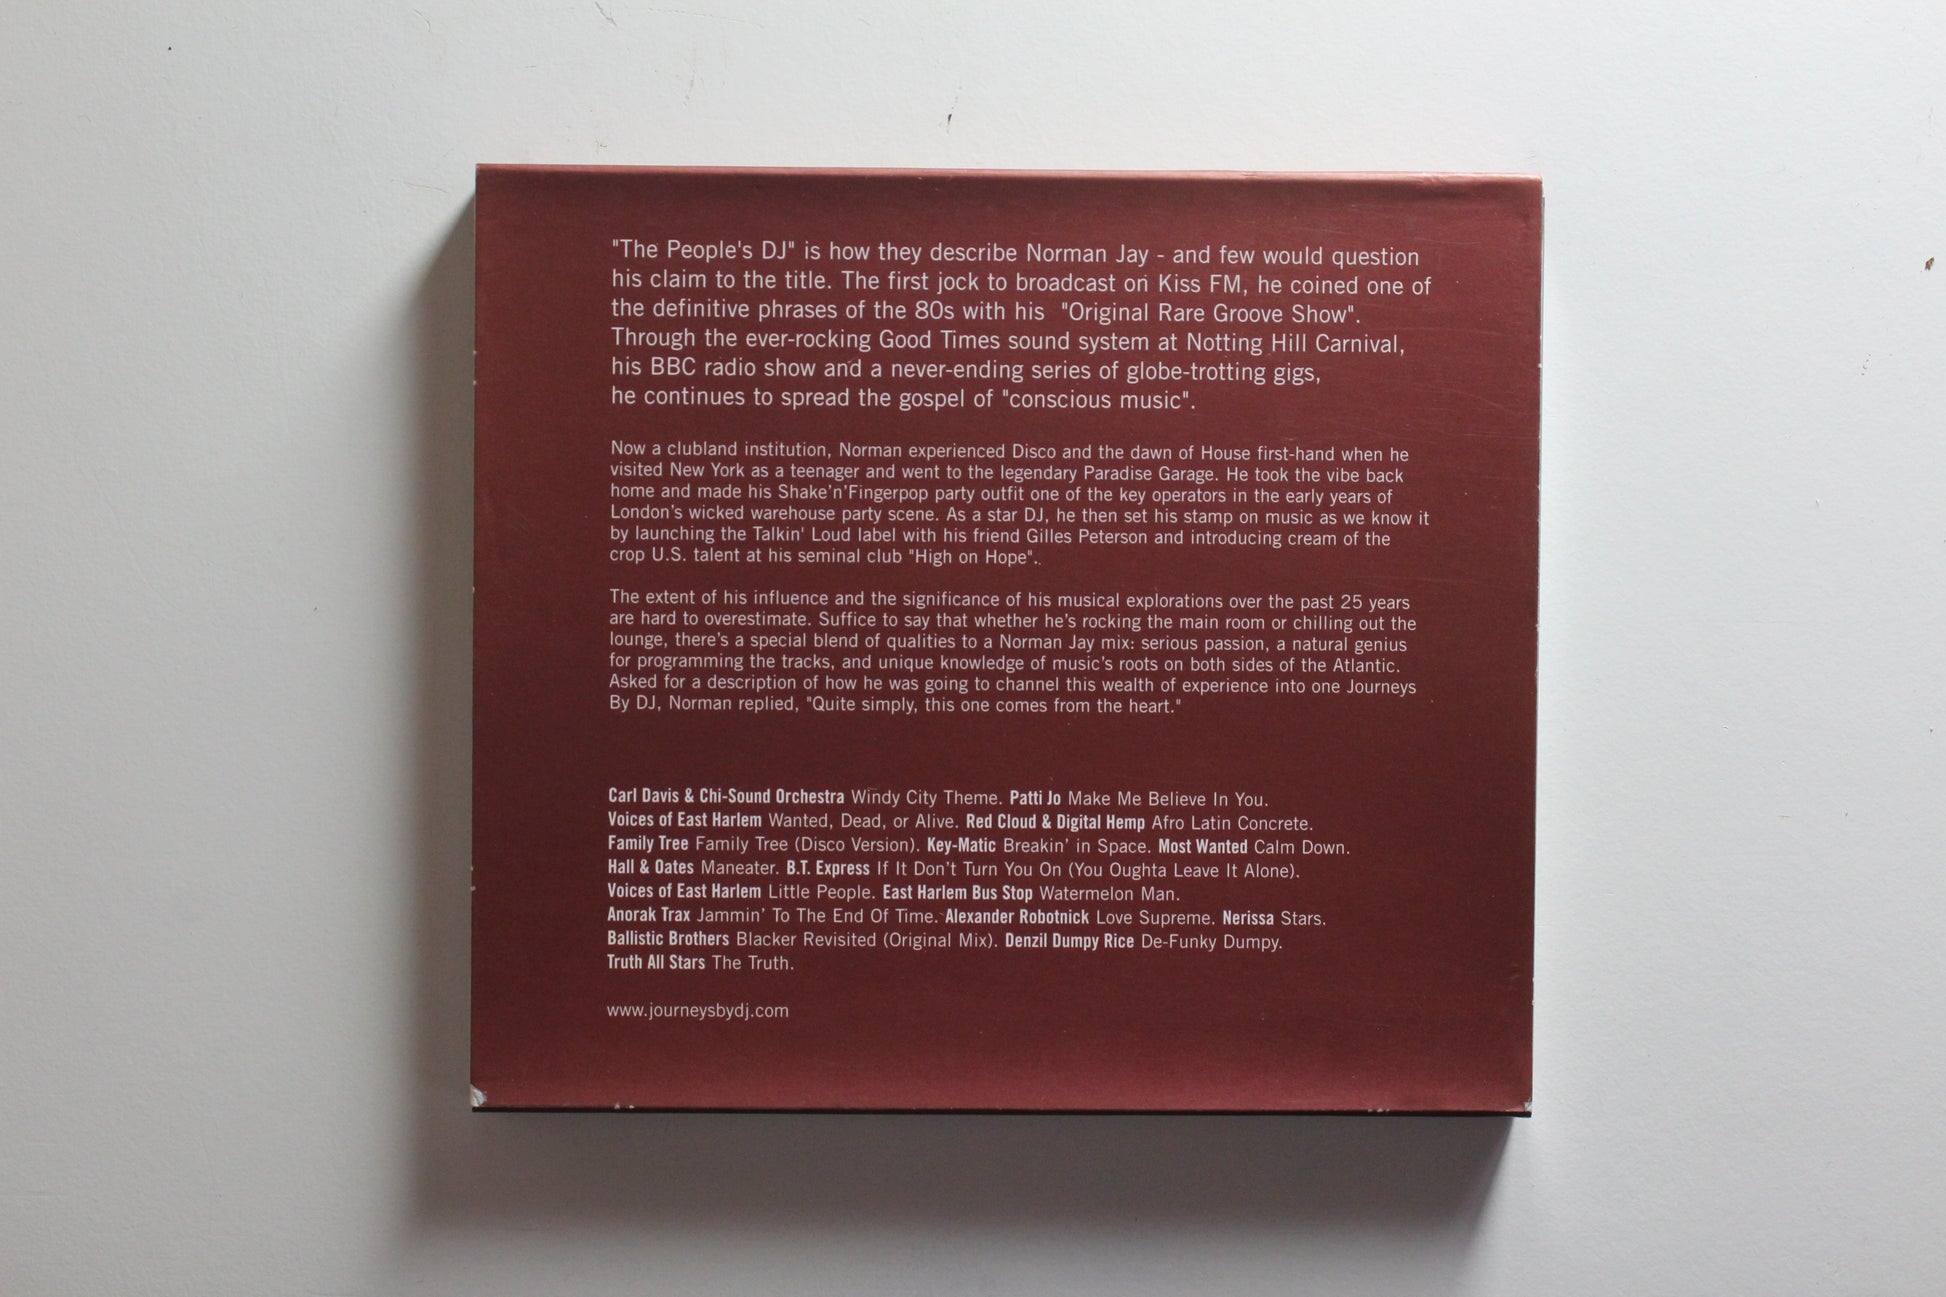 "The People's DJ" is how they describe Norman Jay - and few would question
his claim to the title. The first jock to broadcast on Kiss FM, he coined one of
the definitive phrases of the 80s with his "Original Rare Groove Show".
Through the ever-rocking Good Times sound system at Notting Hill Carnival,
his BBC radio show and a never-ending series of globe-trotting gigs,
he continues to spread the gospel of "conscious music".
Now a clubland institution, Norman experienced Disco and the dawn of House first-hand when he
visited New York as a teenager and went to the legendary Paradise Garage. He took the vibe back
home and made his Shake'n'Fingerpop party outfit one of the key operators in the early years of
London's wicked warehouse party scene. As a star DJ, he then set his stamp on music as we know it
by launching the Talkin' Loud label with his friend Gilles Peterson and introducing cream of the
crop U.S. talent at his seminal club "High on Hope"..
The extent of his influence and the significance of his musical explorations over the past 25 years
are hard to overestimate. Suffice to say that whether he's rocking the main room or chilling out the
lounge, there's a special blend of qualities to a Norman Jay mix: serious passion, a natural genius
for programming the tracks, and unique knowledge of music's roots on both sides of the Atlantic.
Asked for a description of how he was going to channel this wealth of experience into one Journeys
By DJ, Norman replied, "Quite simply, this one comes from the heart."
Carl Davis & Chi-Sound Orchestra Windy City Theme. Patti Jo Make Me Believe In You.
Voices of East Harlem Wanted, Dead, or Alive. Red Cloud & Digital Hemp Afro Latin Concrete.
Family Tree Family Tree (Disco Version). Key-Matic Breakin' in Space. Most Wanted Calm Down.
Hall & Oates Maneater. B.T. Express If It Don't Turn You On (You Oughta Leave It Alone).
Voices of East Harlem Little People. East Harlem Bus Stop Watermelon Man.
Anorak Trax Jammin' To The End Of Time. Alexander Robotnick Love Supreme. Nerissa Stars.
Ballistic Brothers Blacker Revisited (Original Mix). Denzil Dumpy Rice De-Funky Dumpy.
Truth All Stars The Truth.
www.journeysbydj.com